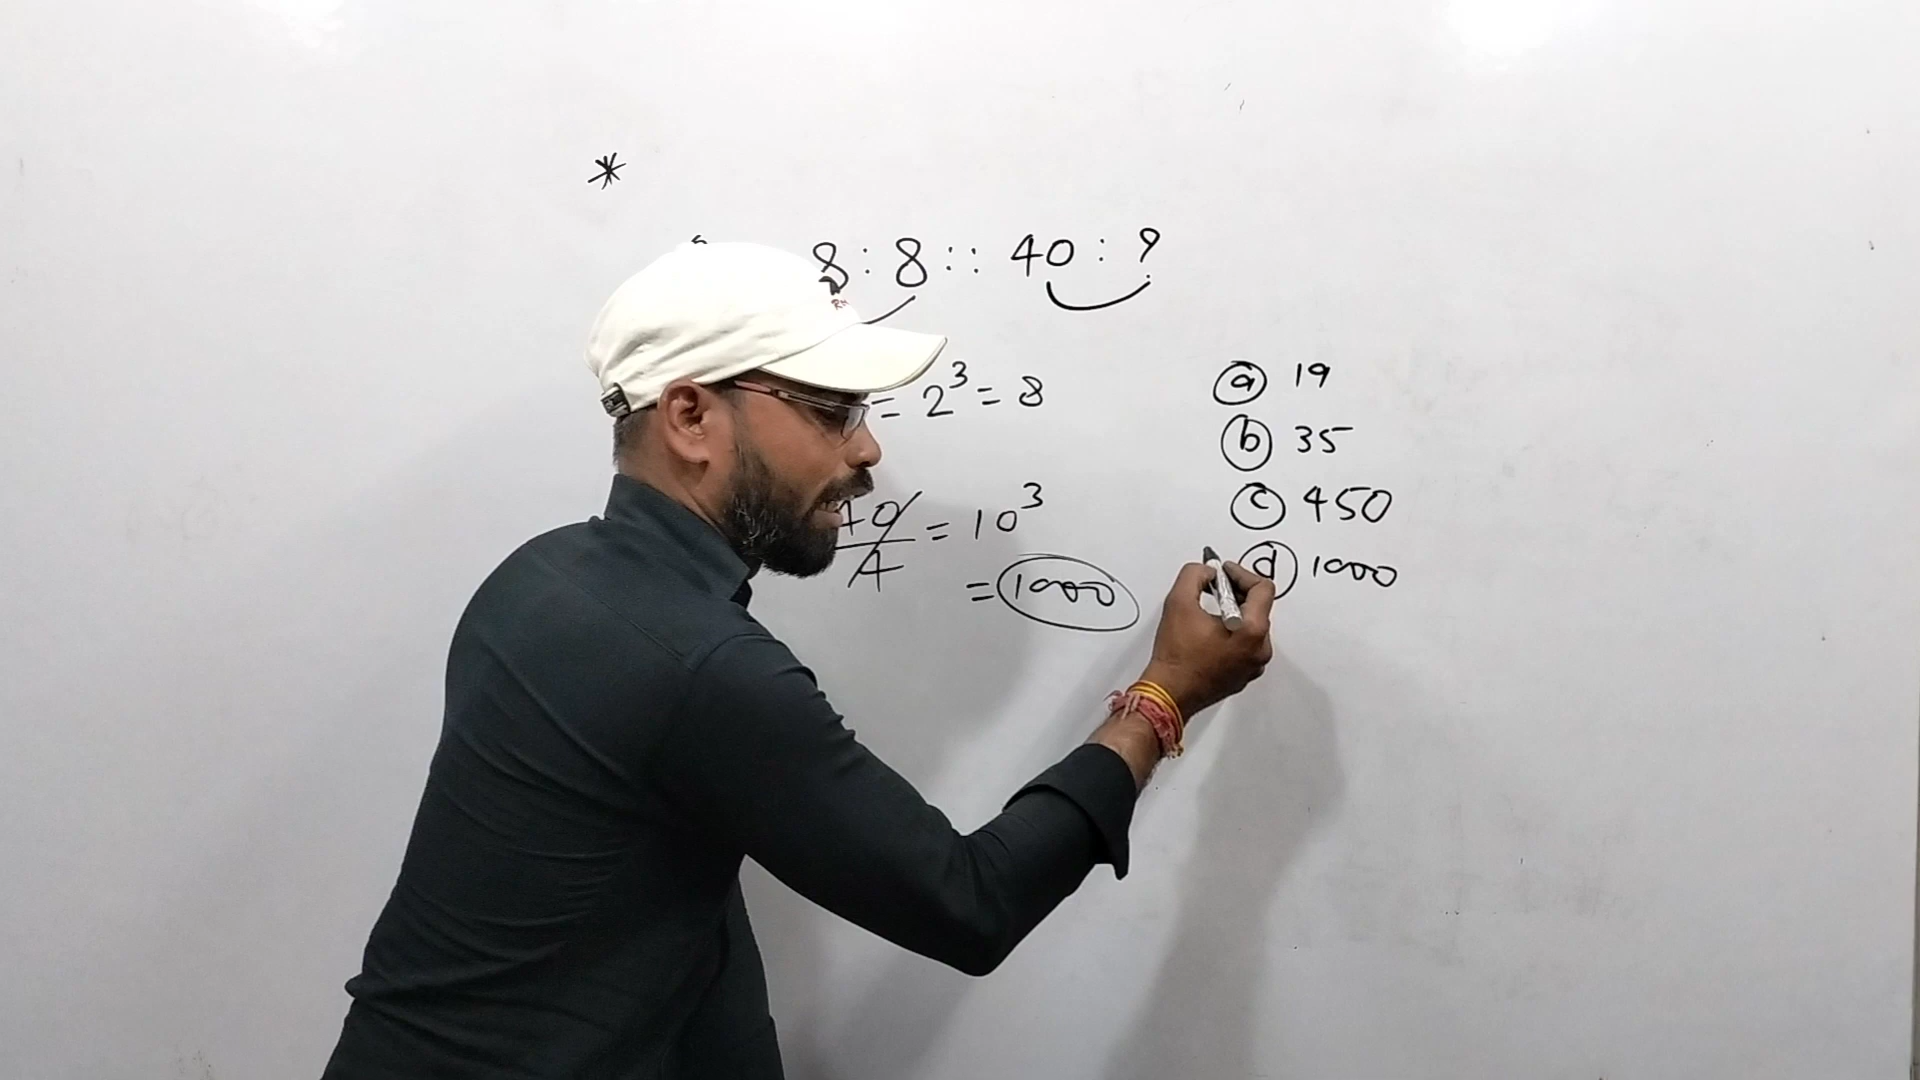 *
8 : 8 :: 40 : ?
= 2³ = 8
40/4 = 10³
= 1000
(a) 19
(b) 35
(c) 450
(d) 1000